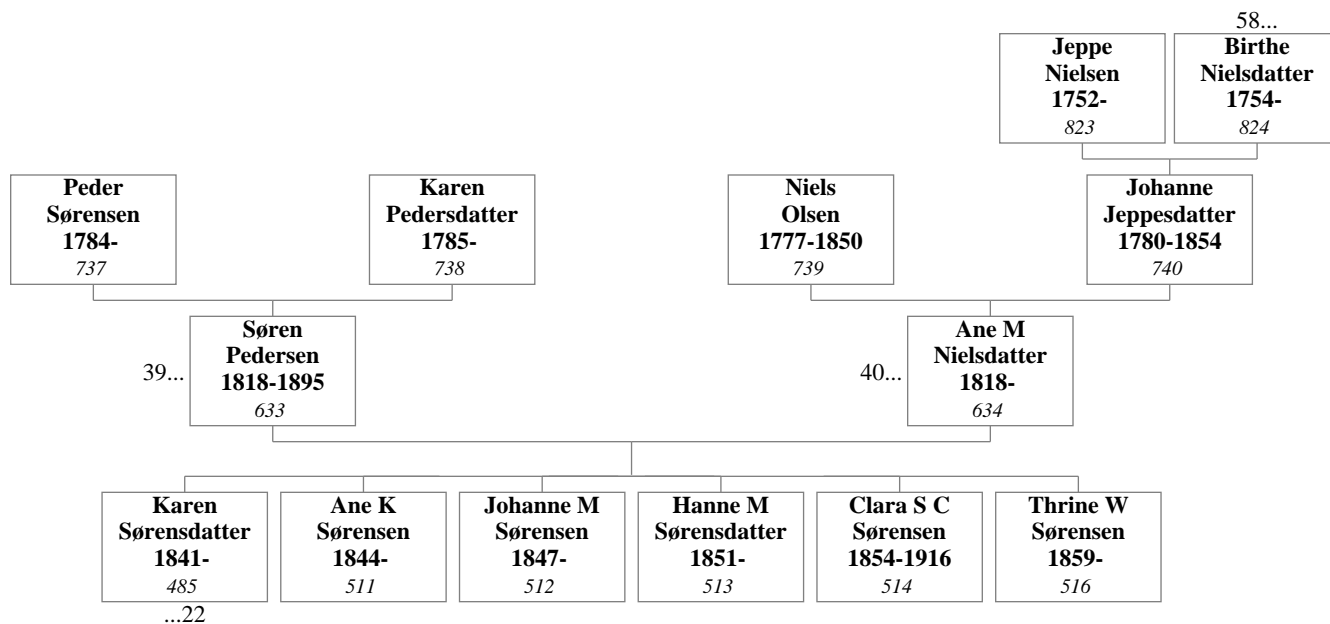 58...
Jeppe
Nielsen
1752-
823
Birthe
Nielsdatter
1754-
824
Peder
Sørensen
1784-
737
Karen
Pedersdatter
1785-
738
Niels
Olsen
1777-1850
739
Johanne
Jeppesdatter
1780-1854
740
39...
Søren
Pedersen
1818-1895
633
40...
Ane M
Nielsdatter
1818-
634
Karen
Sørensdatter
1841-
485
...22
Ane K
Sørensen
1844-
511
Johanne M
Sørensen
1847-
512
Hanne M
Sørensdatter
1851-
513
Clara S C
Sørensen
1854-1916
514
Thrine W
Sørensen
1859-
516